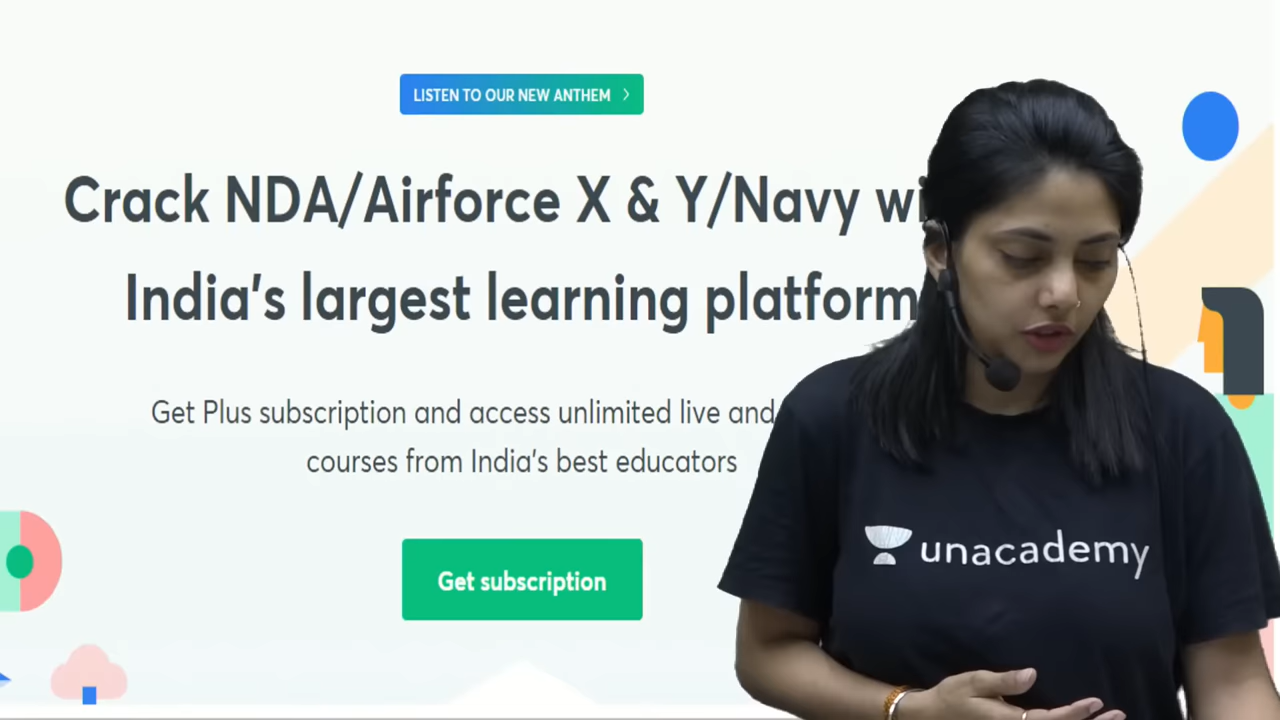 LISTEN TO OUR NEW ANTHEM
Crack NDA/Airforce X & Y/Navy
India's largest learning platform
Get Plus subscription and access unlimited live and
courses from India's best educators
Get subscription
unacademy